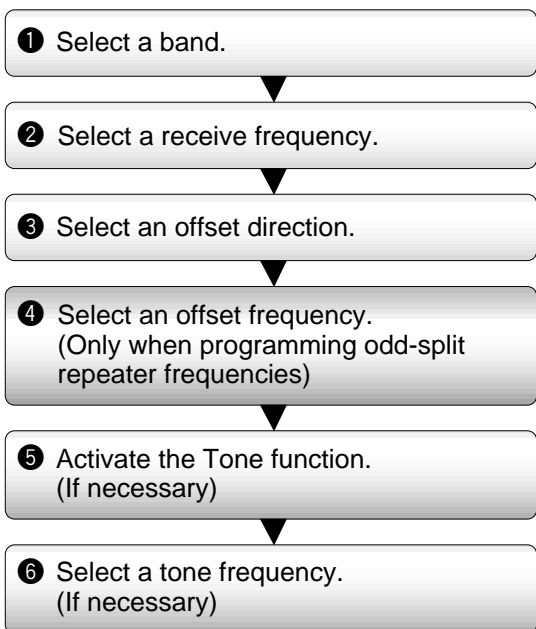 ❶ Select a band.
❷ Select a receive frequency.
❸ Select an offset direction.
❹ Select an offset frequency.
(Only when programming odd-split
repeater frequencies)
❺ Activate the Tone function.
(If necessary)
❻ Select a tone frequency.
(If necessary)